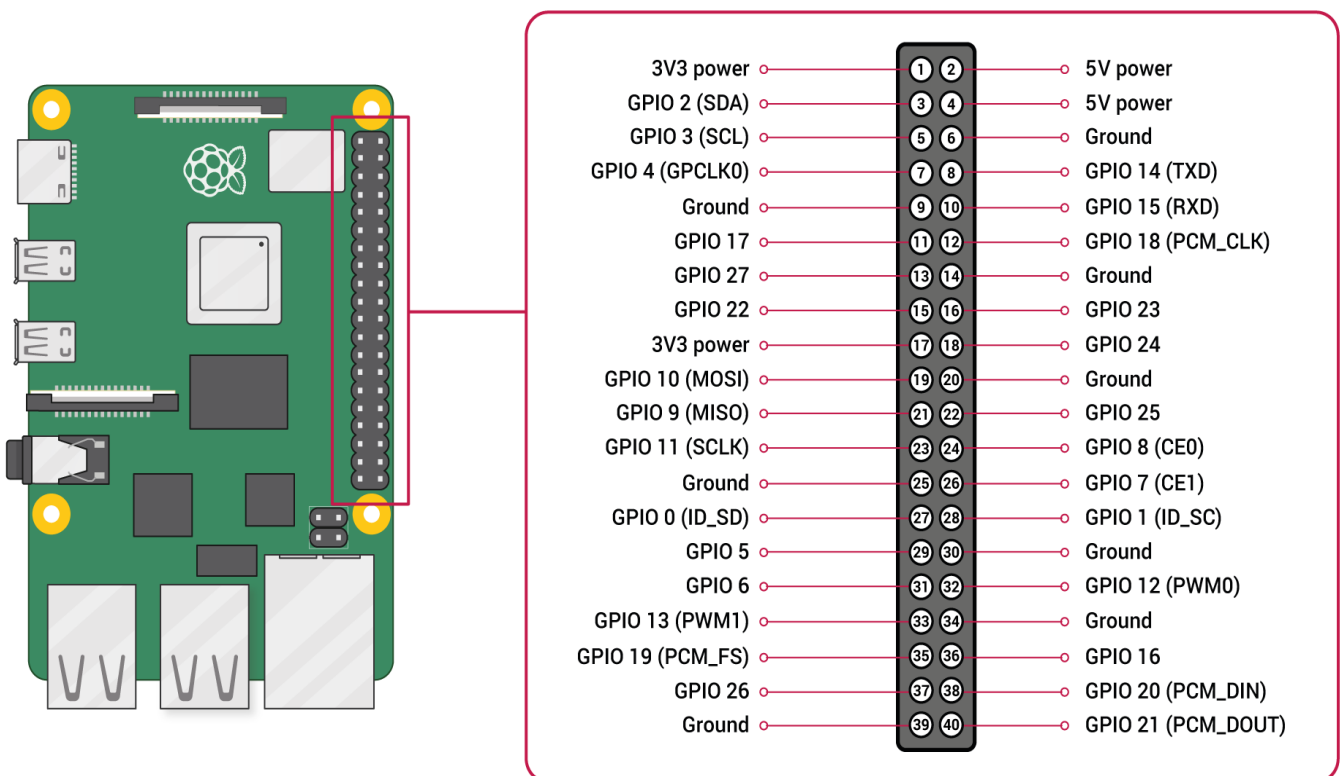 3V3 power 1 2 5V power
GPIO 2 (SDA) 3 4 5V power
GPIO 3 (SCL) 5 6 Ground
GPIO 4 (GPCLK0) 7 8 GPIO 14 (TXD)
Ground 9 10 GPIO 15 (RXD)
GPIO 17 11 12 GPIO 18 (PCM_CLK)
GPIO 27 13 14 Ground
GPIO 22 15 16 GPIO 23
3V3 power 17 18 GPIO 24
GPIO 10 (MOSI) 19 20 Ground
GPIO 9 (MISO) 21 22 GPIO 25
GPIO 11 (SCLK) 23 24 GPIO 8 (CE0)
Ground 25 26 GPIO 7 (CE1)
GPIO 0 (ID_SD) 27 28 GPIO 1 (ID_SC)
GPIO 5 29 30 Ground
GPIO 6 31 32 GPIO 12 (PWM0)
GPIO 13 (PWM1) 33 34 Ground
GPIO 19 (PCM_FS) 35 36 GPIO 16
GPIO 26 37 38 GPIO 20 (PCM_DIN)
Ground 39 40 GPIO 21 (PCM_DOUT)